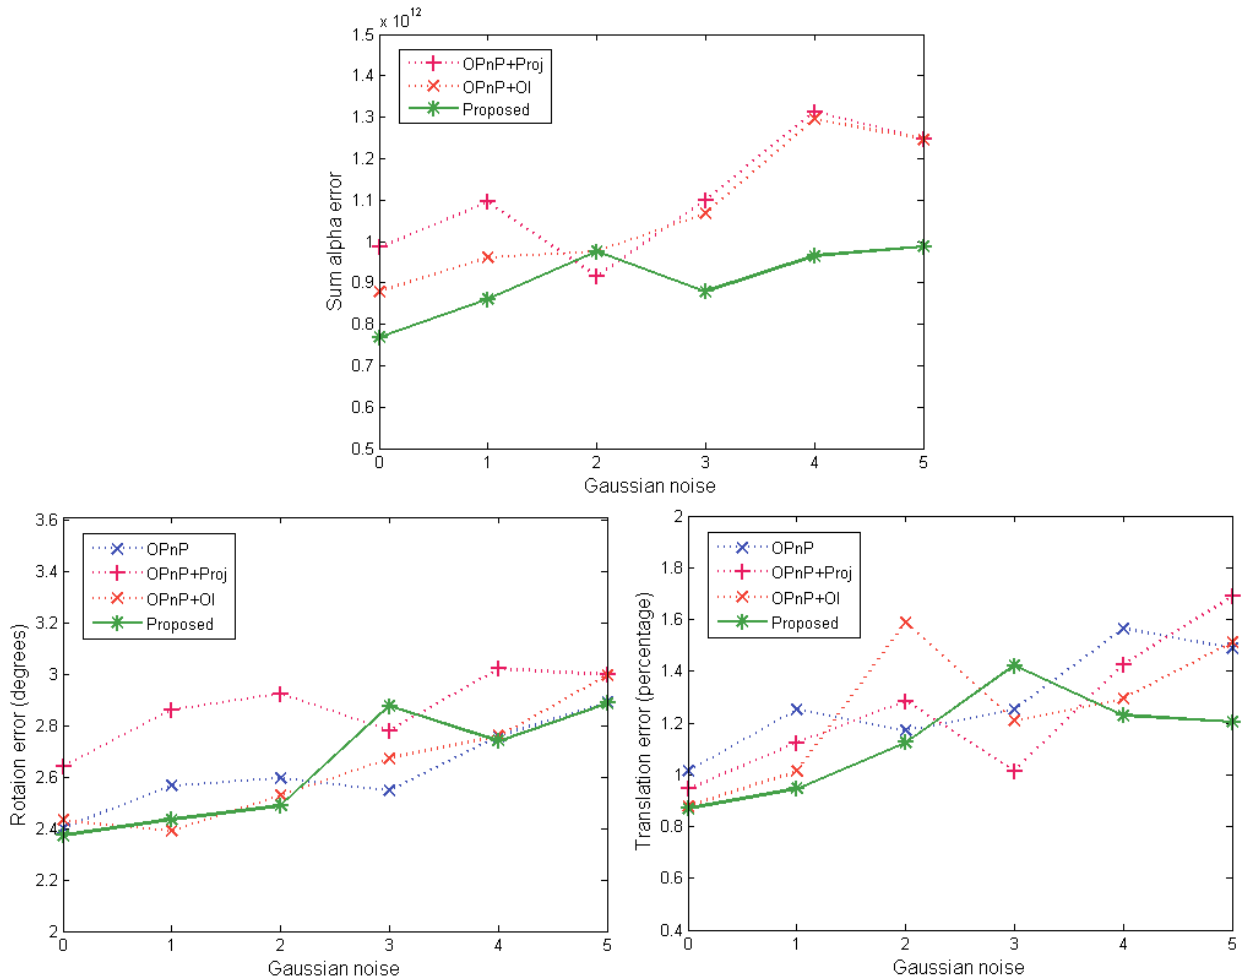 x 10^12
1.5
1.4
1.3
1.2
1.1
1
0.9
0.8
0.7
0.6
0.5
Sum alpha error
OPnP+Proj
OPnP+OI
Proposed
0 1 2 3 4 5
Gaussian noise
3.6
3.4
3.2
3
2.8
2.6
2.4
2.2
2
Rotaion error (degrees)
OPnP
OPnP+Proj
OPnP+OI
Proposed
0 1 2 3 4 5
Gaussian noise
2
1.8
1.6
1.4
1.2
1
0.8
0.6
0.4
Translation error (percentage)
OPnP
OPnP+Proj
OPnP+OI
Proposed
0 1 2 3 4 5
Gaussian noise